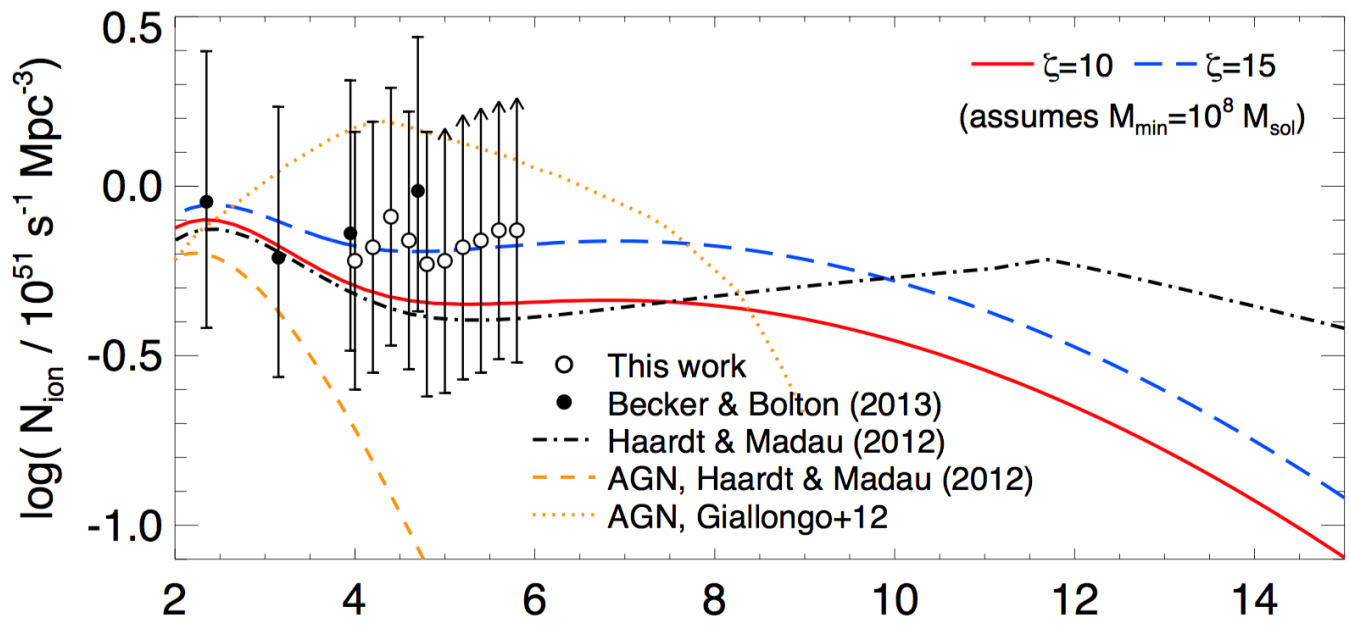 0.5
0.0
-0.5
-1.0
log( N_ion / 10^51 s^-1 Mpc^-3)
ζ=10 ζ=15
(assumes M_min=10^8 M_sol)
This work
Becker & Bolton (2013)
Haardt & Madau (2012)
AGN, Haardt & Madau (2012)
AGN, Giallongo+12
2 4 6 8 10 12 14